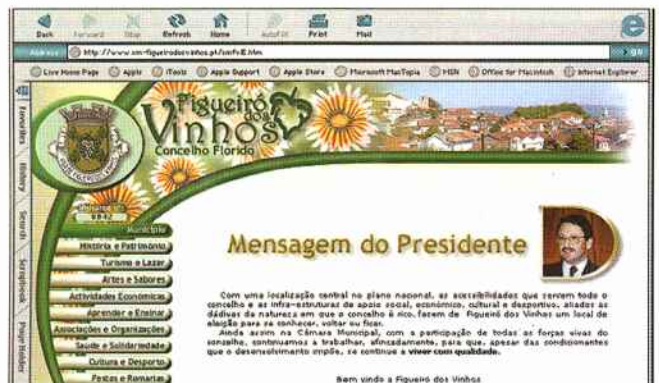 Back Forward Stop Refresh Home AutoFill Print Mail
Address http://www.cm-figueirodosvinhos.pt/ go
Live Home Page Apple iTools Apple Support Apple Store Microsoft MacTopia MSN Office for Macintosh Internet Explorer
Favorites
History
Search
Scrapbook
Page Holder
Figueiró
dos
Vinhos
Concelho Florido
Município
História e Património
Turismo e Lazer
Artes e Sabores
Actividades Económicas
Aprender e Ensinar
Associações e Organizações
Saúde e Solidariedade
Cultura e Desporto
Festas e Romarias
Mensagem do Presidente
Com uma localização central no plano nacional, as acessibilidades que servem todo o
concelho e as infra-estruturas de apoio social, económico, cultural e desportivo, aliados as
dádivas da natureza em que o concelho é rico, fazem de Figueiró dos Vinhos um local de
eleição para se conhecer, voltar ou ficar.
Ainda assim na Câmara Municipal, com a participação de todas as forças vivas do
concelho, continuamos a trabalhar, afincadamente, para que, apesar das condicionantes
que o desenvolvimento impõe, se continue a viver com qualidade.
Bem vindo a Figueiró dos Vinhos